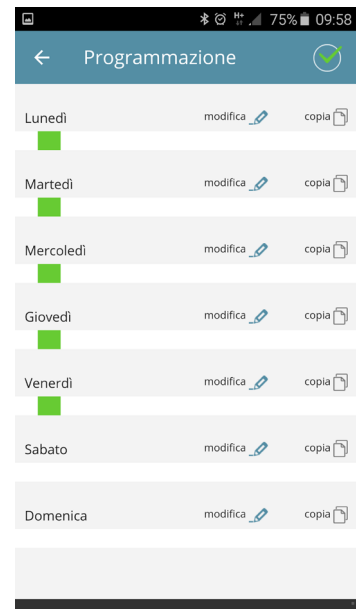 H+ 75% 09:58
Programmazione
Lunedì modifica copia
Martedì modifica copia
Mercoledì modifica copia
Giovedì modifica copia
Venerdì modifica copia
Sabato modifica copia
Domenica modifica copia